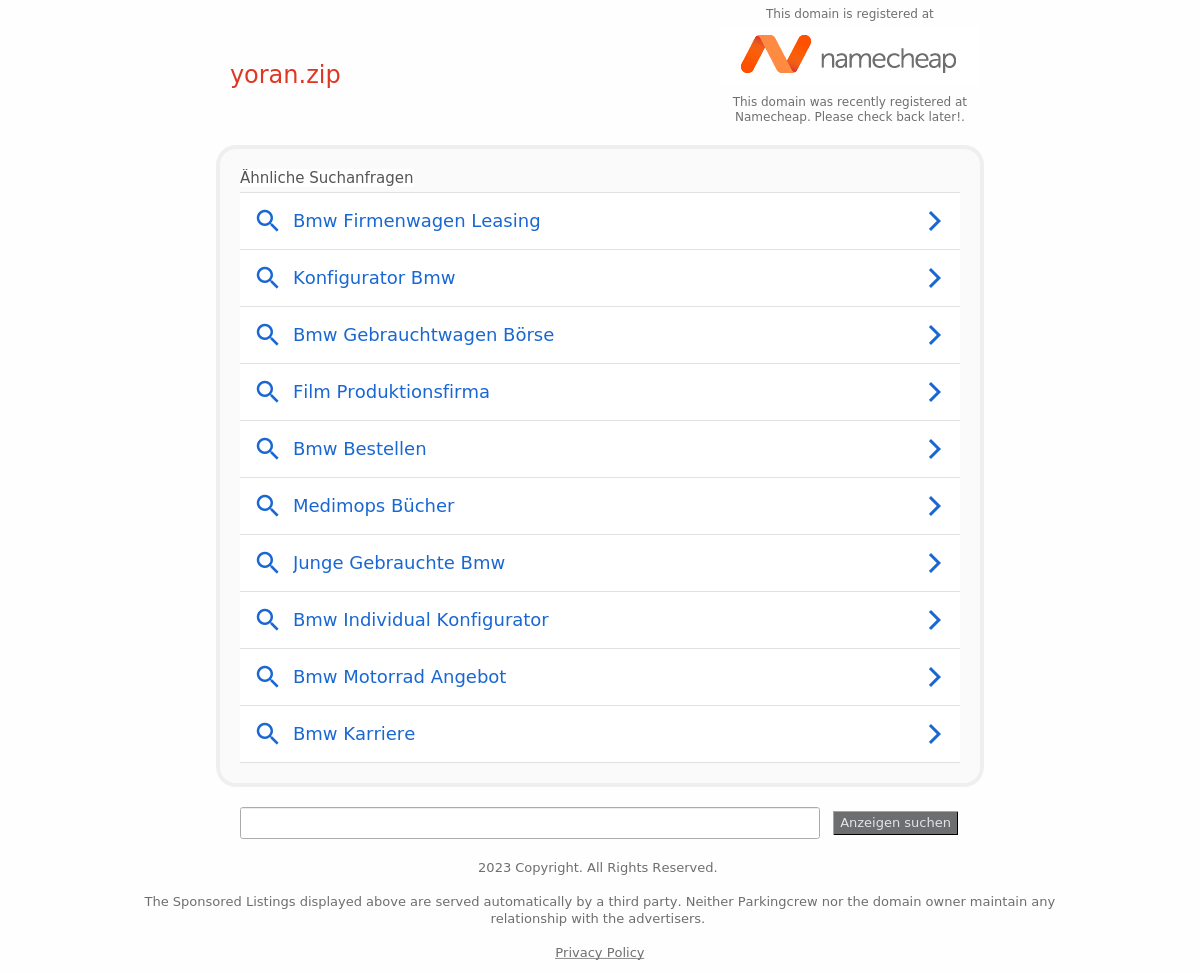 This domain is registered at
namecheap
yoran.zip
This domain was recently registered at
Namecheap. Please check back later!.
Ähnliche Suchanfragen
Bmw Firmenwagen Leasing
Konfigurator Bmw
Bmw Gebrauchtwagen Börse
Film Produktionsfirma
Bmw Bestellen
Medimops Bücher
Junge Gebrauchte Bmw
Bmw Individual Konfigurator
Bmw Motorrad Angebot
Bmw Karriere
Anzeigen suchen
2023 Copyright. All Rights Reserved.
The Sponsored Listings displayed above are served automatically by a third party. Neither Parkingcrew nor the domain owner maintain any
relationship with the advertisers.
Privacy Policy